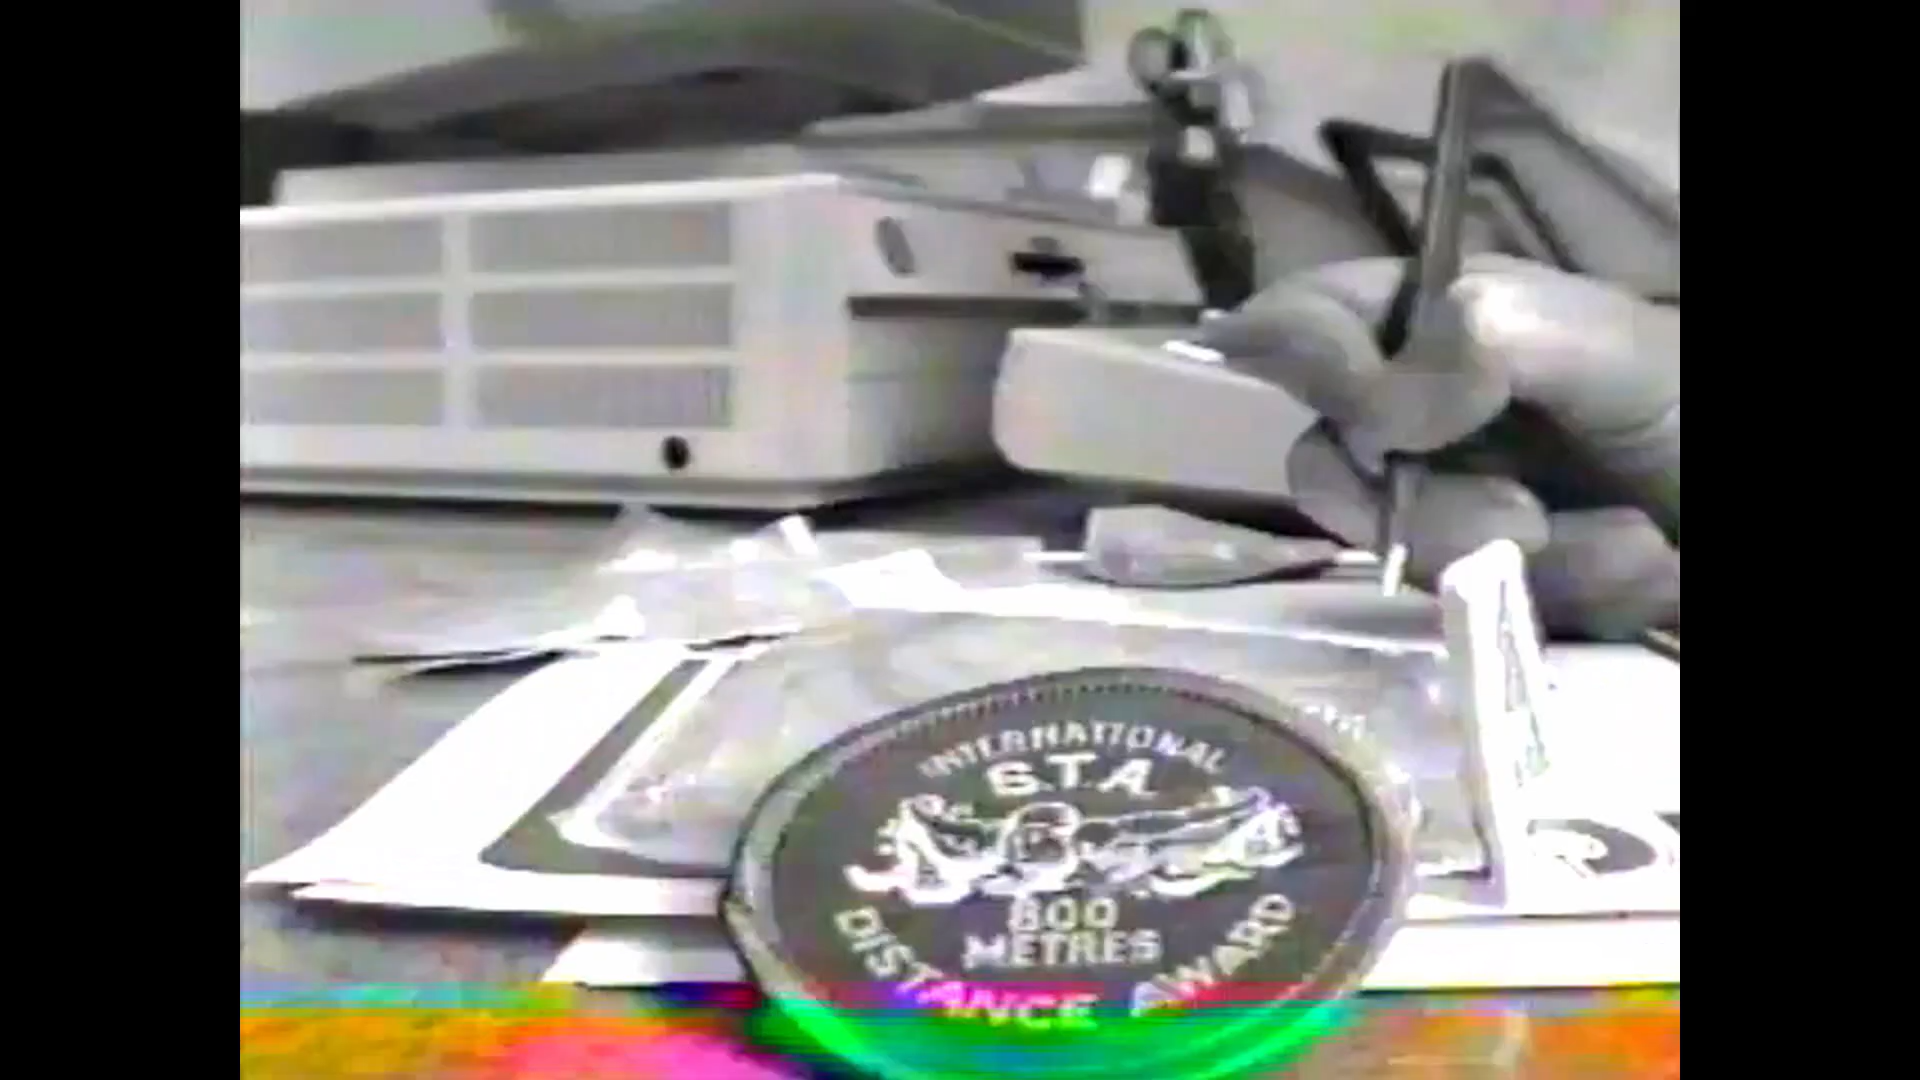 INTERNATIONAL
S.T.A.
800
METRES
DISTANCE AWARD